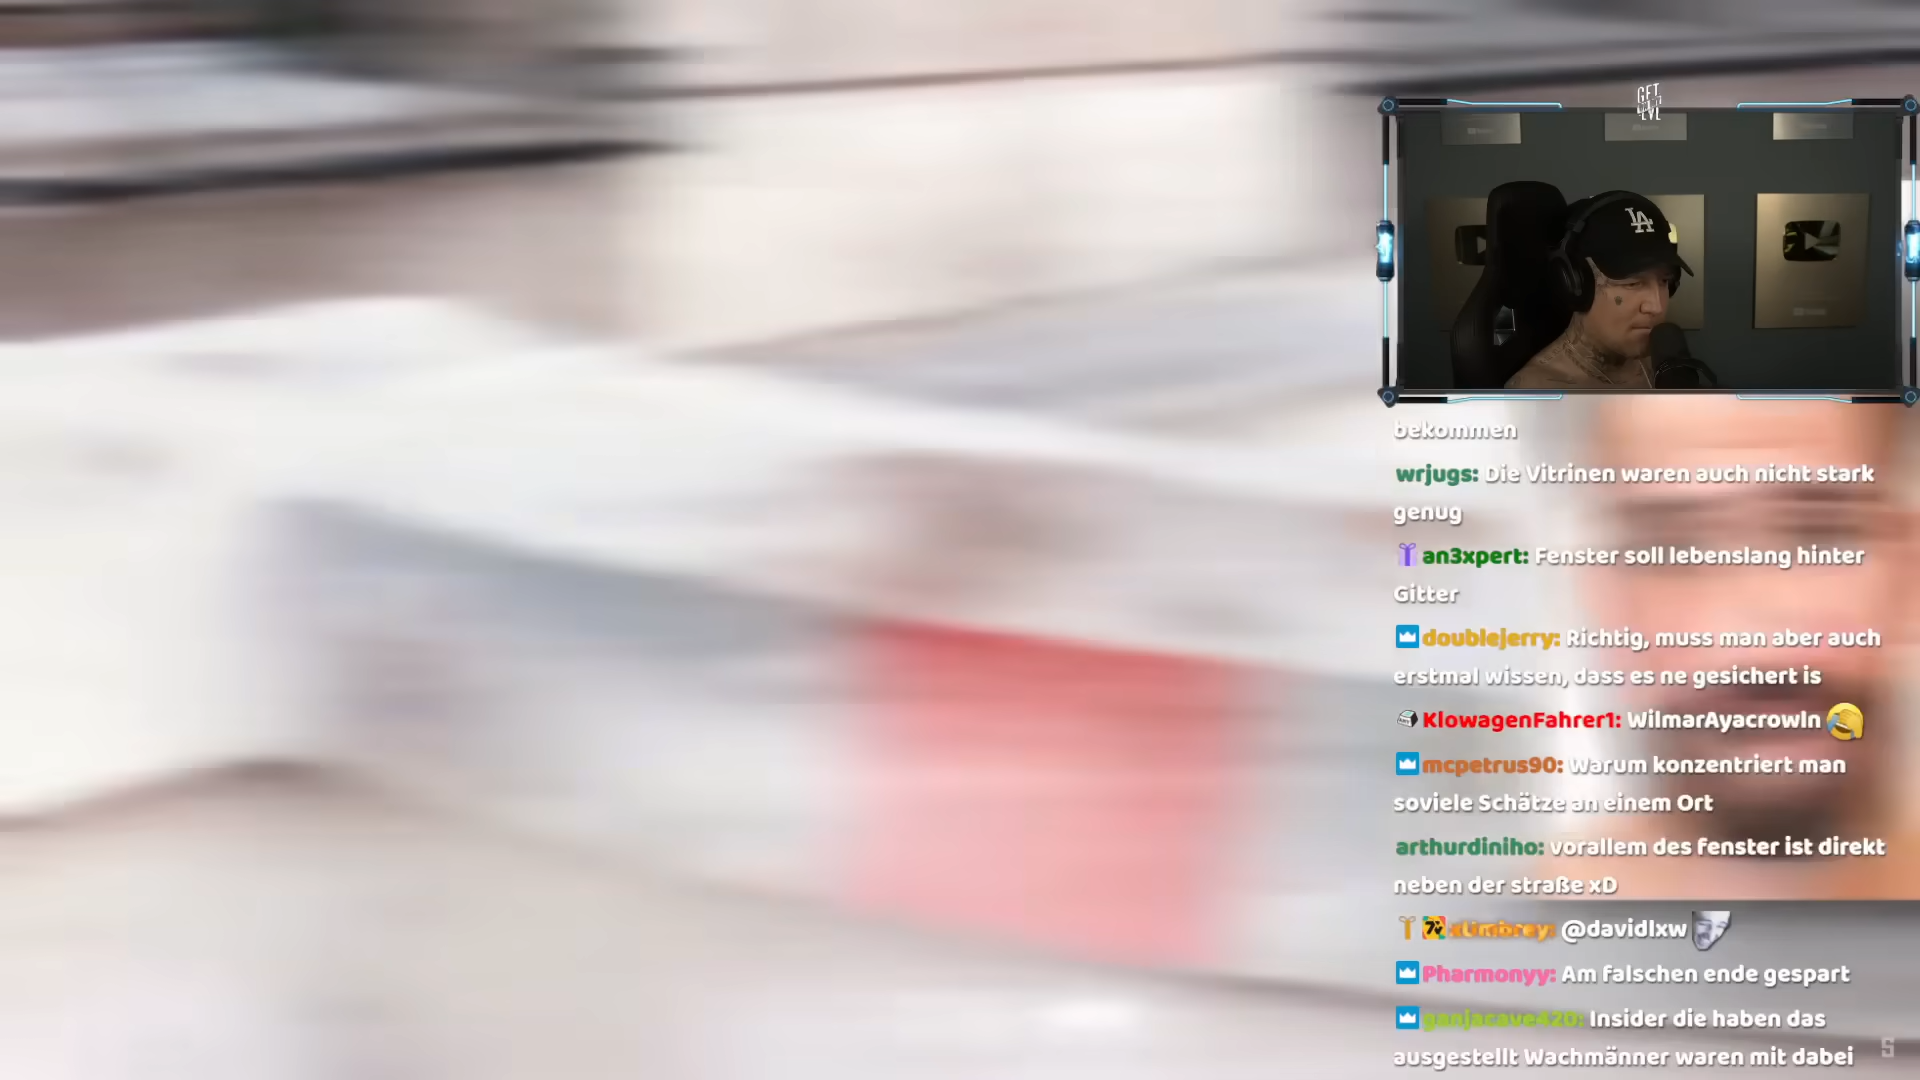 GET
LA
bekommen
wrjugs: Die Vitrinen waren auch nicht stark
genug
an3xpert: Fenster soll lebenslang hinter
Gitter
doublejerry: Richtig, muss man aber auch
erstmal wissen, dass es ne gesichert is
KlowagenFahrer1: WilmarAyacrowln
mcpetrus90: Warum konzentriert man
soviele Schätze an einem Ort
arthurdiniho: vorallem des fenster ist direkt
neben der straße xD
@davidlxw
Pharmonyy: Am falschen ende gespart
ganjacave420: Insider die haben das
ausgestellt Wachmänner waren mit dabei
S